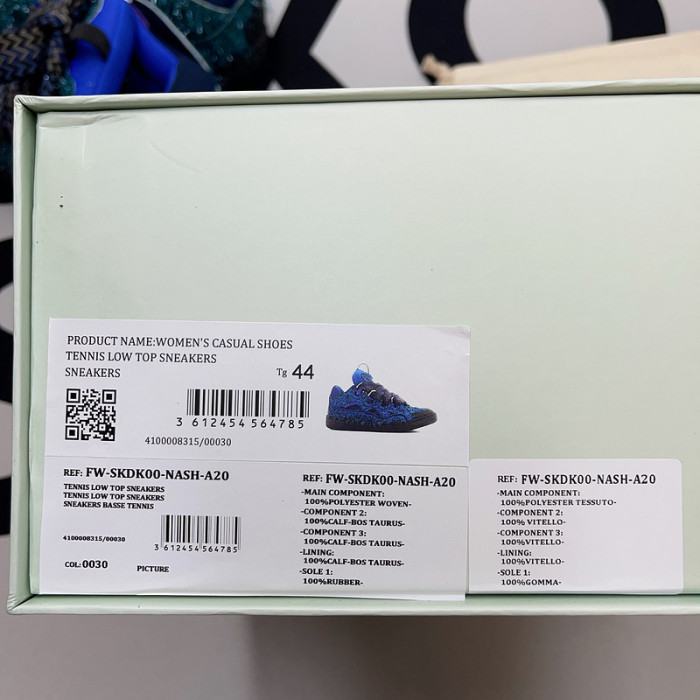 PRODUCT NAME:WOMEN'S CASUAL SHOES
TENNIS LOW TOP SNEAKERS
SNEAKERS
Tg 44
3 612454 564785
4100008315/00030
REF: FW-SKDK00-NASH-A20
TENNIS LOW TOP SNEAKERS
TENNIS LOW TOP SNEAKERS
SNEAKERS BASSE TENNIS
4100008315/00030
3 612454 564785
COL: 0030
PICTURE
REF: FW-SKDK00-NASH-A20
-MAIN COMPONENT:
100%POLYESTER WOVEN-
-COMPONENT 2:
100%CALF-BOS TAURUS-
-COMPONENT 3:
100%CALF-BOS TAURUS-
-LINING:
100%CALF-BOS TAURUS-
-SOLE 1:
100%RUBBER-
REF: FW-SKDK00-NASH-A20
-MAIN COMPONENT:
100%POLYESTER TESSUTO-
-COMPONENT 2:
100% VITELLO-
-COMPONENT 3:
100%VITELLO-
-LINING:
100%VITELLO-
-SOLE 1:
100%GOMMA-